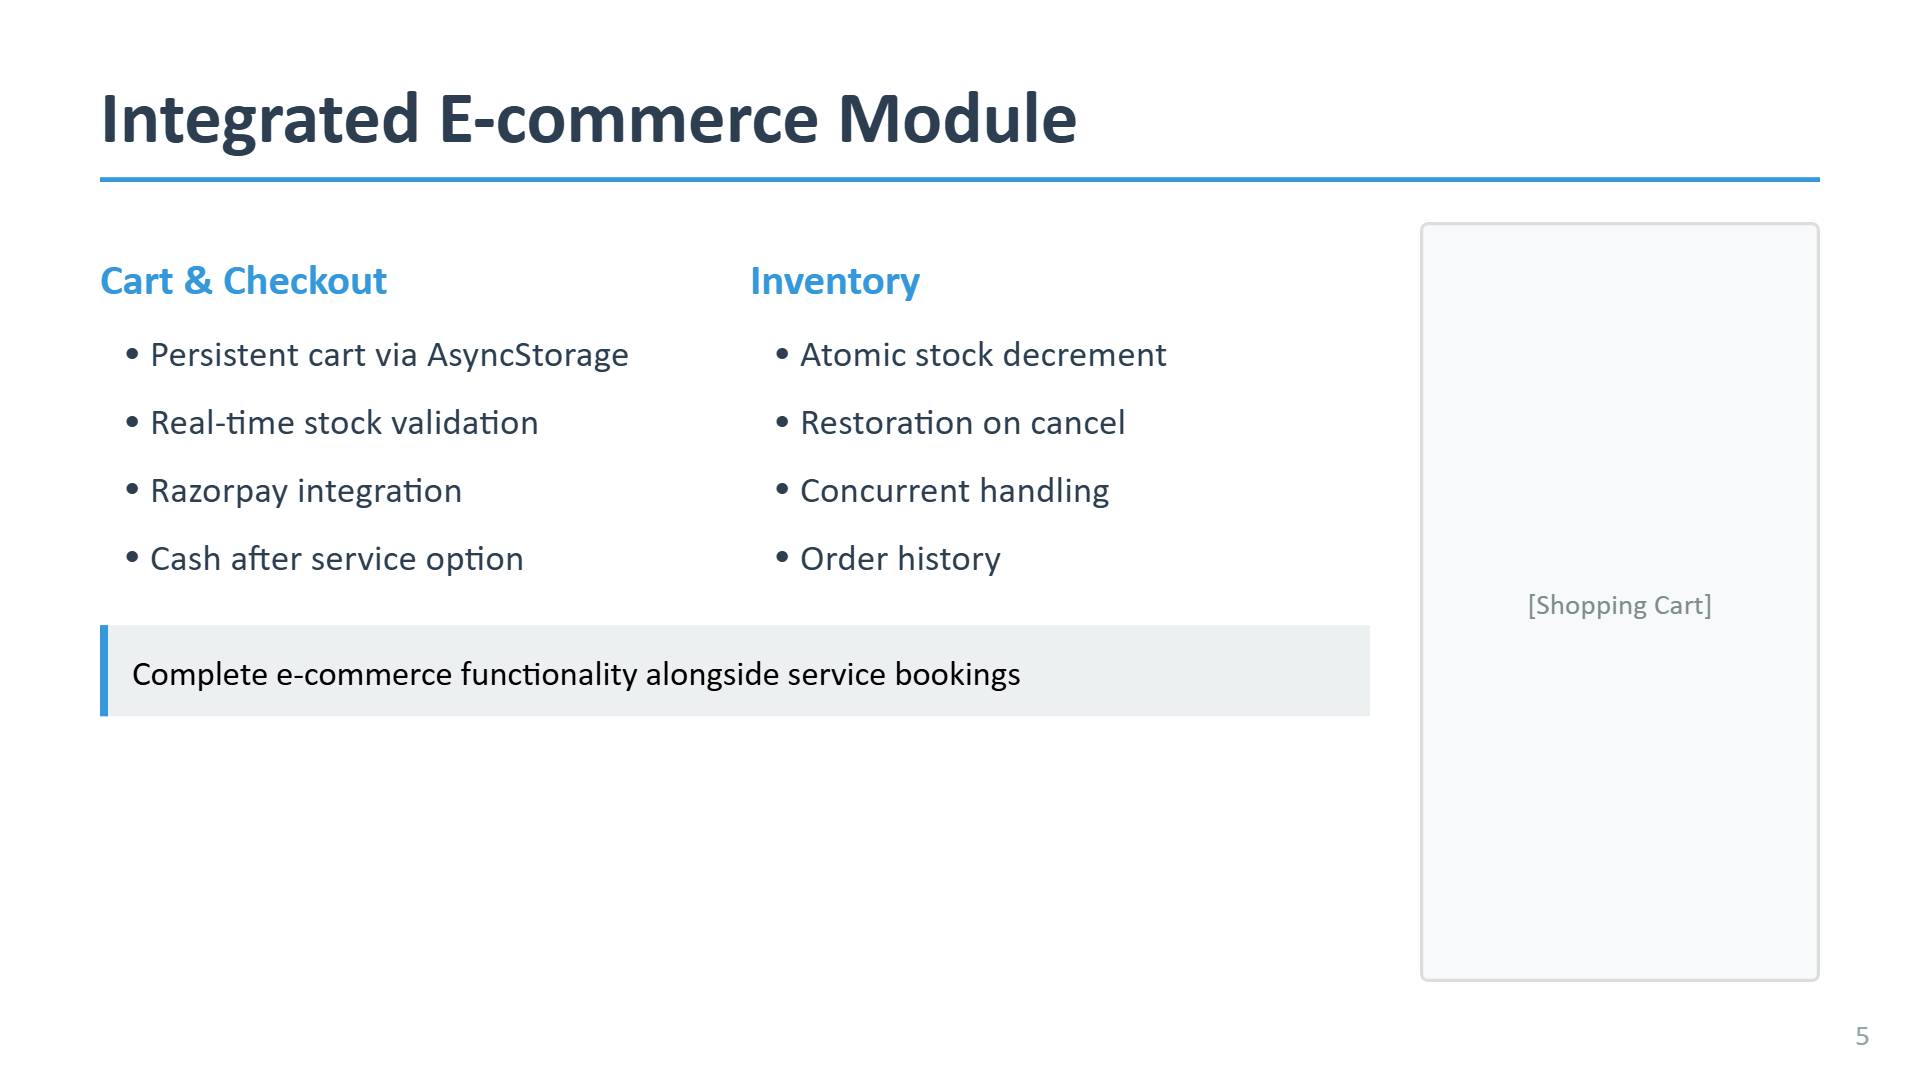 Integrated E-commerce Module
Cart & Checkout
• Persistent cart via AsyncStorage
• Real-time stock validation
• Razorpay integration
• Cash after service option
Inventory
• Atomic stock decrement
• Restoration on cancel
• Concurrent handling
• Order history
Complete e-commerce functionality alongside service bookings
[Shopping Cart]
5